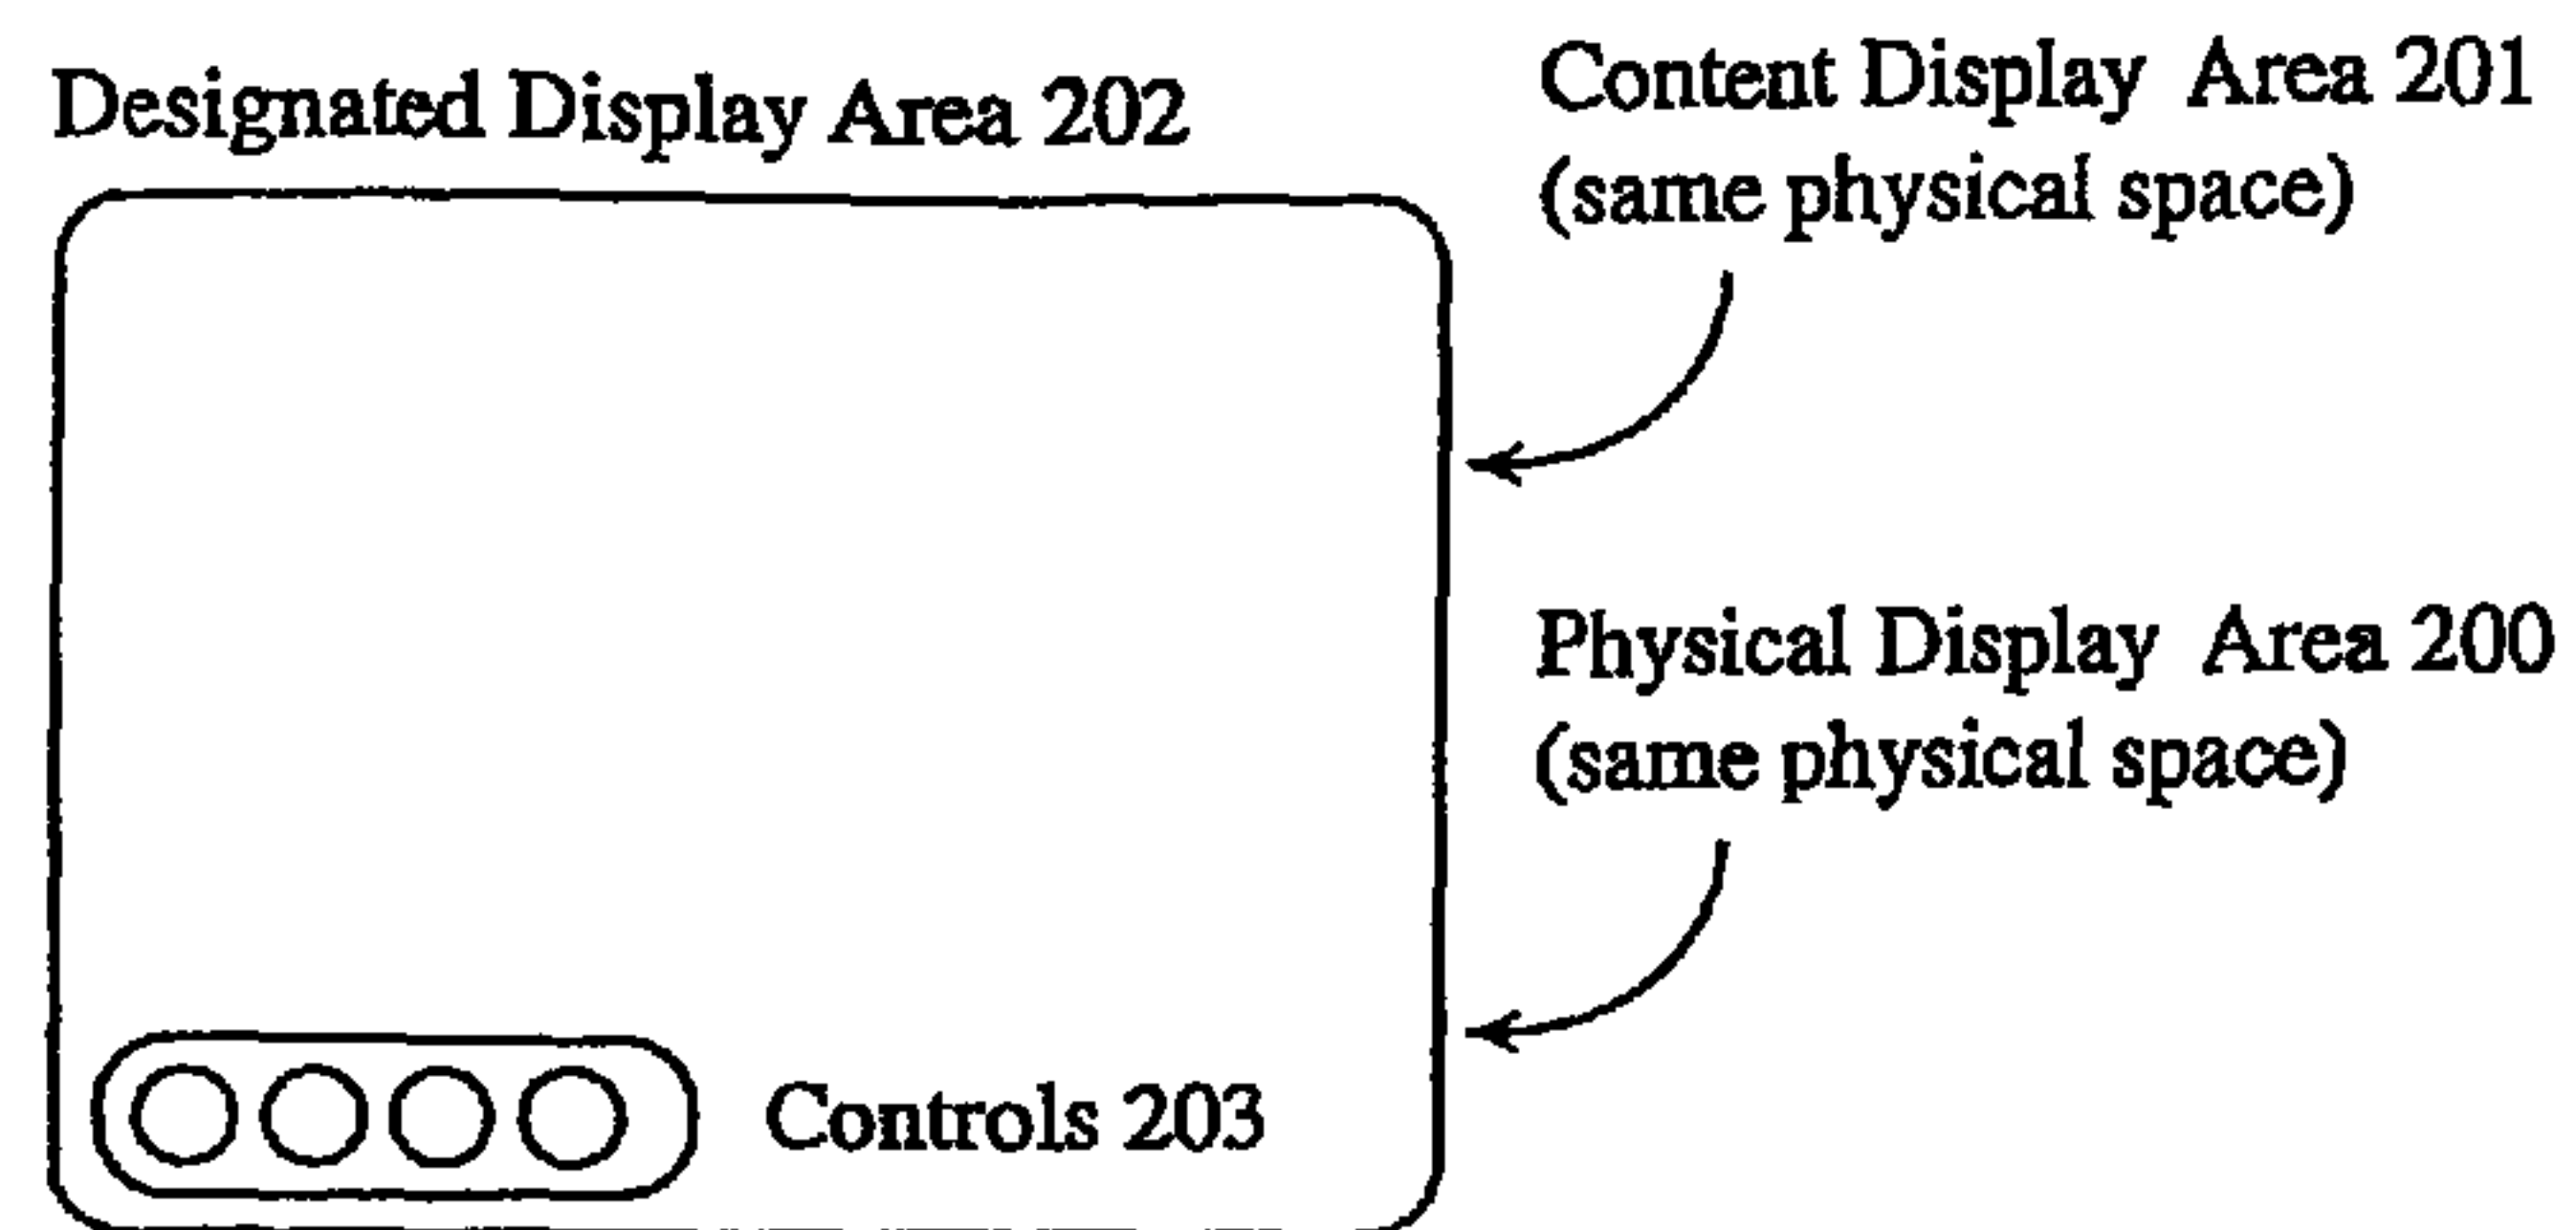 Designated Display Area 202
Content Display Area 201
(same physical space)
Physical Display Area 200
(same physical space)
Controls 203